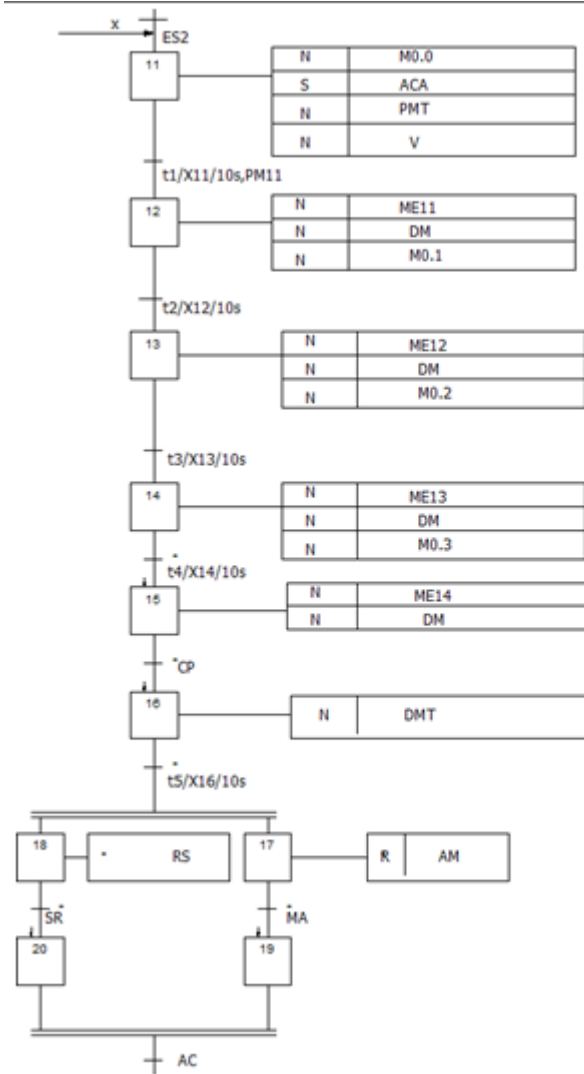 X
ES2
11
N M0.0
S ACA
N PMT
N V
t1/X11/10s,PM11
12
N ME11
N DM
N M0.1
t2/X12/10s
13
N ME12
N DM
N M0.2
t3/X13/10s
14
N ME13
N DM
N M0.3
t4/X14/10s
15
N ME14
N DM
CP
16
N DMT
t5/X16/10s
18
RS
17
R AM
SR
MA
20
19
AC